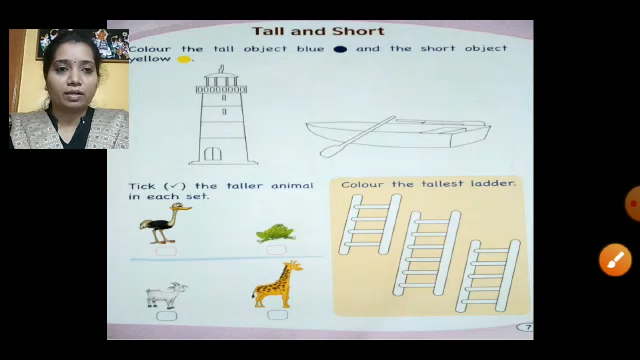 Tall and Short
Colour the tall object blue and the short object
yellow .
Tick (✓) the taller animal
in each set.
Colour the tallest ladder.
7